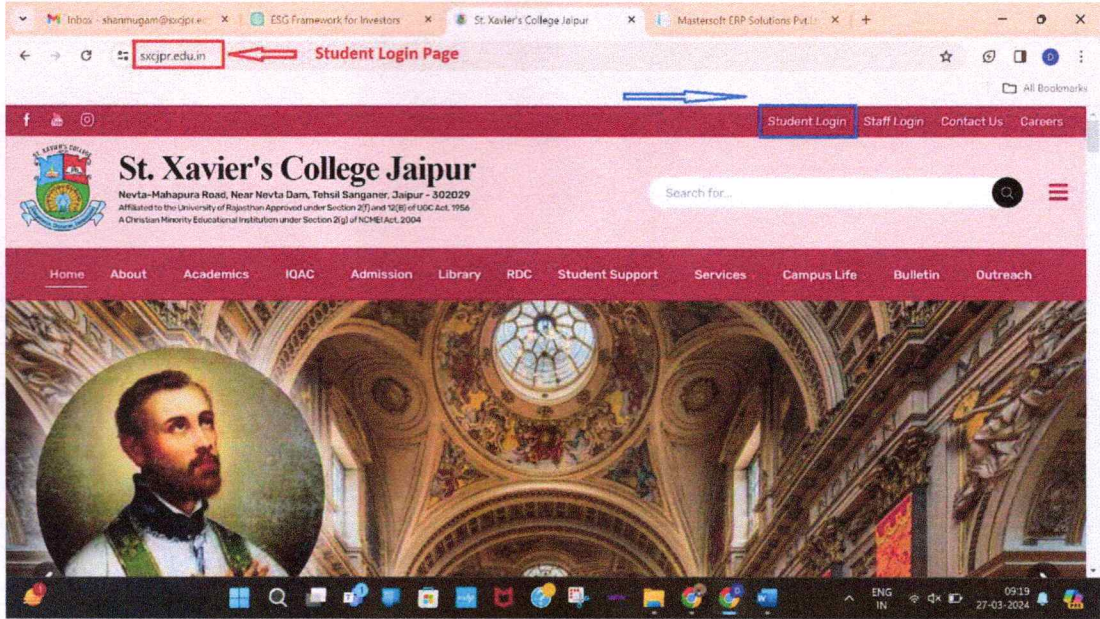 Inbox - shanmugam@sxcjpr.ec
ESG Framework for Investors
St. Xavier's College Jaipur
Mastersoft ERP Solutions Pvt.
sxcjpr.edu.in
Student Login Page
All Bookmarks
Student Login Staff Login Contact Us Careers
St. Xavier's College Jaipur
Nevta-Mahapura Road, Near Nevta Dam, Tehsil Sanganer, Jaipur - 302029
Affiliated to the University of Rajasthan Approved under Section 2(f) and 12(B) of UGC Act, 1956
A Christian Minority Educational Institution under Section 2(g) of NCMEI Act, 2004
Search for...
Home About Academics IQAC Admission Library RDC Student Support Services Campus Life Bulletin Outreach
ENG
IN
09:19
27-03-2024